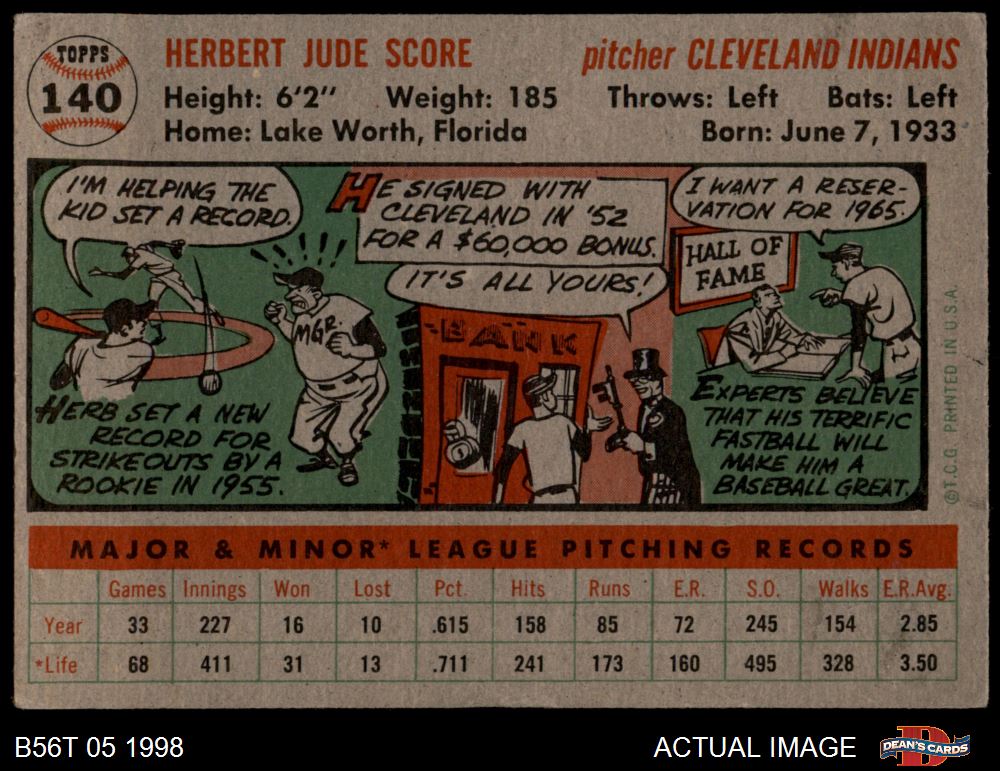 TOPPS
140
HERBERT JUDE SCORE
pitcher CLEVELAND INDIANS
Height: 6'2" Weight: 185 Throws: Left Bats: Left
Home: Lake Worth, Florida Born: June 7, 1933
I'M HELPING THE
KID SET A RECORD.
MGR.
HERB SET A NEW
RECORD FOR
STRIKEOUTS BY A
ROOKIE IN 1955.
HE SIGNED WITH
CLEVELAND IN '52
FOR A $60,000 BONUS.
IT'S ALL YOURS!
BANK
I WANT A RESER-
VATION FOR 1965.
HALL OF
FAME
EXPERTS BELIEVE
THAT HIS TERRIFIC
FASTBALL WILL
MAKE HIM A
BASEBALL GREAT.
© T.C.G PRINTED IN U.S.A.
MAJOR & MINOR* LEAGUE PITCHING RECORDS
Games Innings Won Lost Pct. Hits Runs E.R. S.O. Walks E.R.Avg.
Year 33 227 16 10 .615 158 85 72 245 154 2.85
*Life 68 411 31 13 .711 241 173 160 495 328 3.50
B56T 05 1998
ACTUAL IMAGE
DEAN'S CARDS